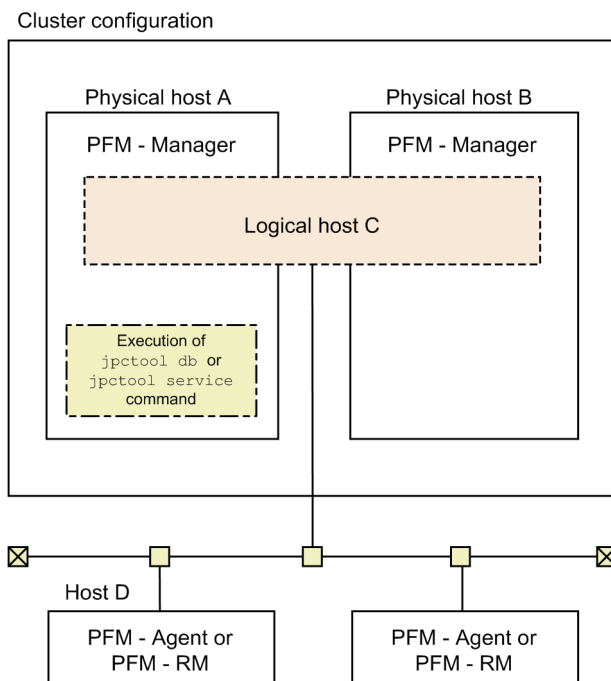 Cluster configuration
Physical host A
Physical host B
PFM - Manager
PFM - Manager
Logical host C
Execution of
jpctool db or
jpctool service
command
Host D
PFM - Agent or
PFM - RM
PFM - Agent or
PFM - RM